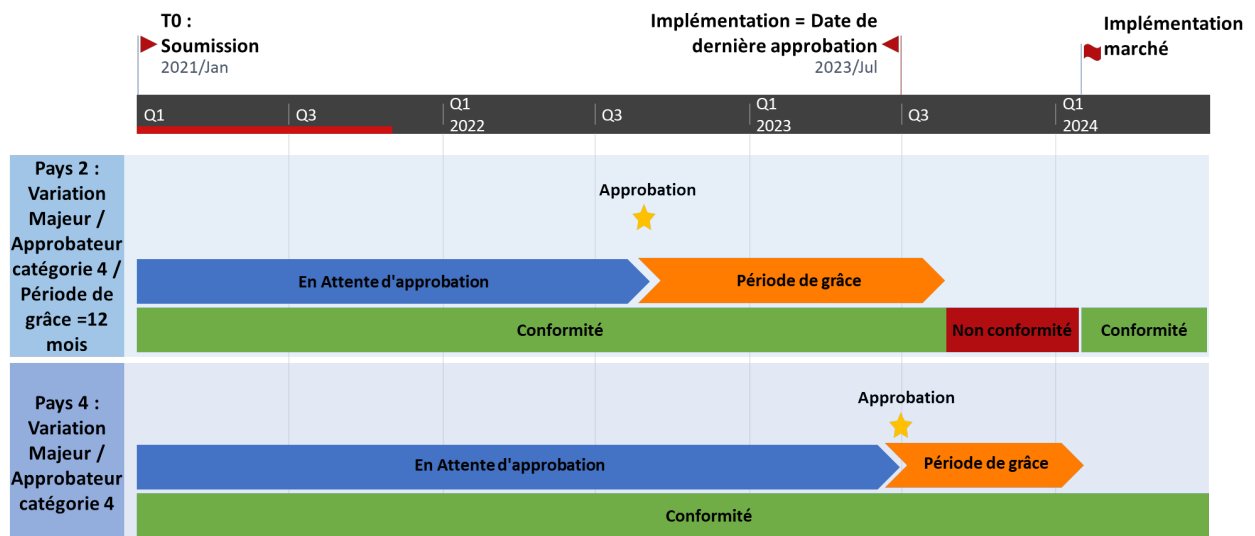 T0 :
Soumission
2021/Jan
Implémentation = Date de
dernière approbation
2023/Jul
Implémentation
marché
Q1
Q3
Q1
2022
Q3
Q1
2023
Q3
Q1
2024
Pays 2 :
Variation
Majeur /
Approbateur
catégorie 4 /
Période de
grâce =12
mois
Approbation
En Attente d'approbation
Période de grâce
Conformité
Non conformité
Conformité
Pays 4 :
Variation
Majeur /
Approbateur
catégorie 4
Approbation
En Attente d'approbation
Période de grâce
Conformité